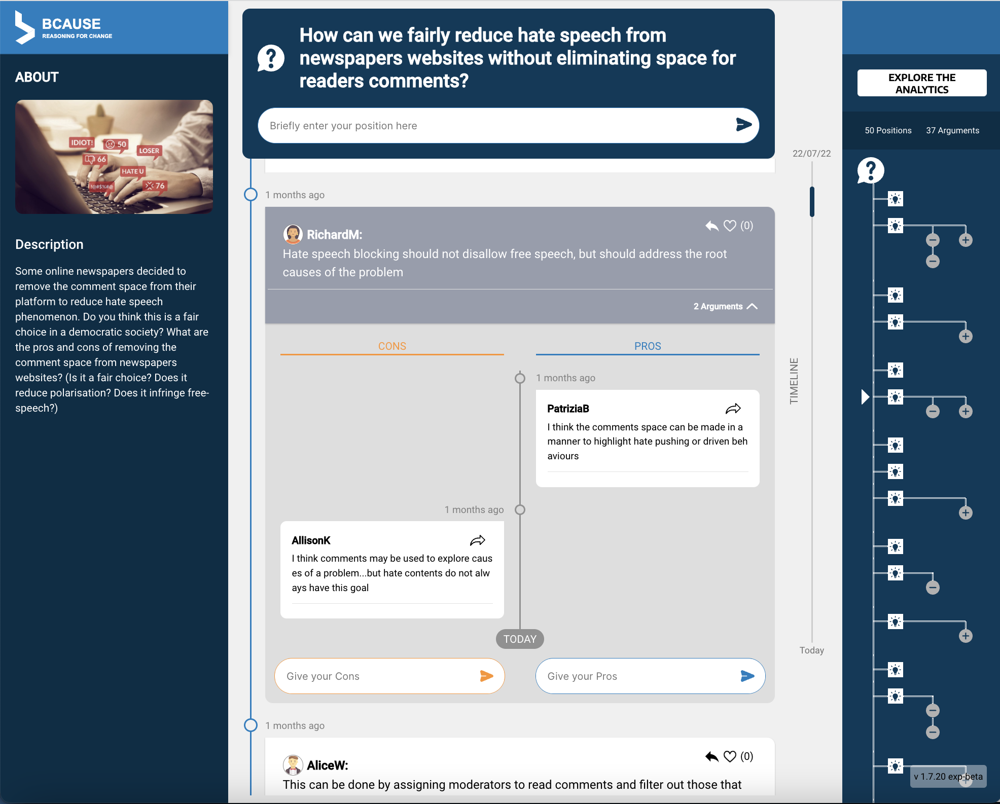 BCAUSE
REASONING FOR CHANGE
ABOUT
IDIOT!
50
LOSER
66
HATE U
!@#$%#@
76
Description
Some online newspapers decided to
remove the comment space from their
platform to reduce hate speech
phenomenon. Do you think this is a fair
choice in a democratic society? What are
the pros and cons of removing the
comment space from newspapers
websites? (Is it a fair choice? Does it
reduce polarisation? Does it infringe free-
speech?)
How can we fairly reduce hate speech from
newspapers websites without eliminating space for
readers comments?
Briefly enter your position here
1 months ago
RichardM:
(0)
Hate speech blocking should not disallow free speech, but should address the root
causes of the problem
2 Arguments
CONS
PROS
1 months ago
PatriziaB
I think the comments space can be made in a
manner to highlight hate pushing or driven beh
aviours
1 months ago
AllisonK
I think comments may be used to explore caus
es of a problem...but hate contents do not alw
ays have this goal
TODAY
Give your Cons
Give your Pros
1 months ago
AliceW:
(0)
This can be done by assigning moderators to read comments and filter out those that
22/07/22
TIMELINE
Today
EXPLORE THE
ANALYTICS
50 Positions
37 Arguments
v 1.7.20 exp-beta